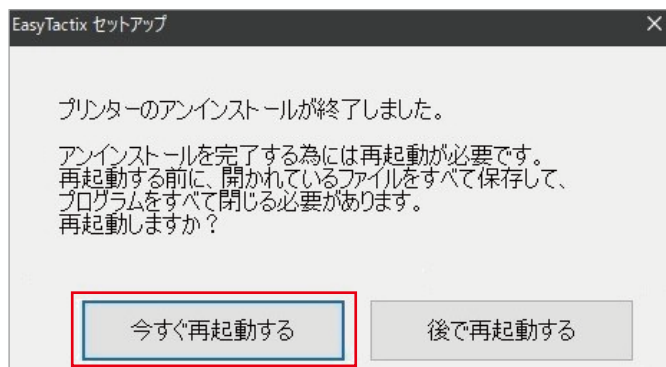 EasyTactix セットアップ
プリンターのアンインストールが終了しました。
アンインストールを完了する為には再起動が必要です。
再起動する前に、開かれているファイルをすべて保存して、
プログラムをすべて閉じる必要があります。
再起動しますか？
今すぐ再起動する
後で再起動する